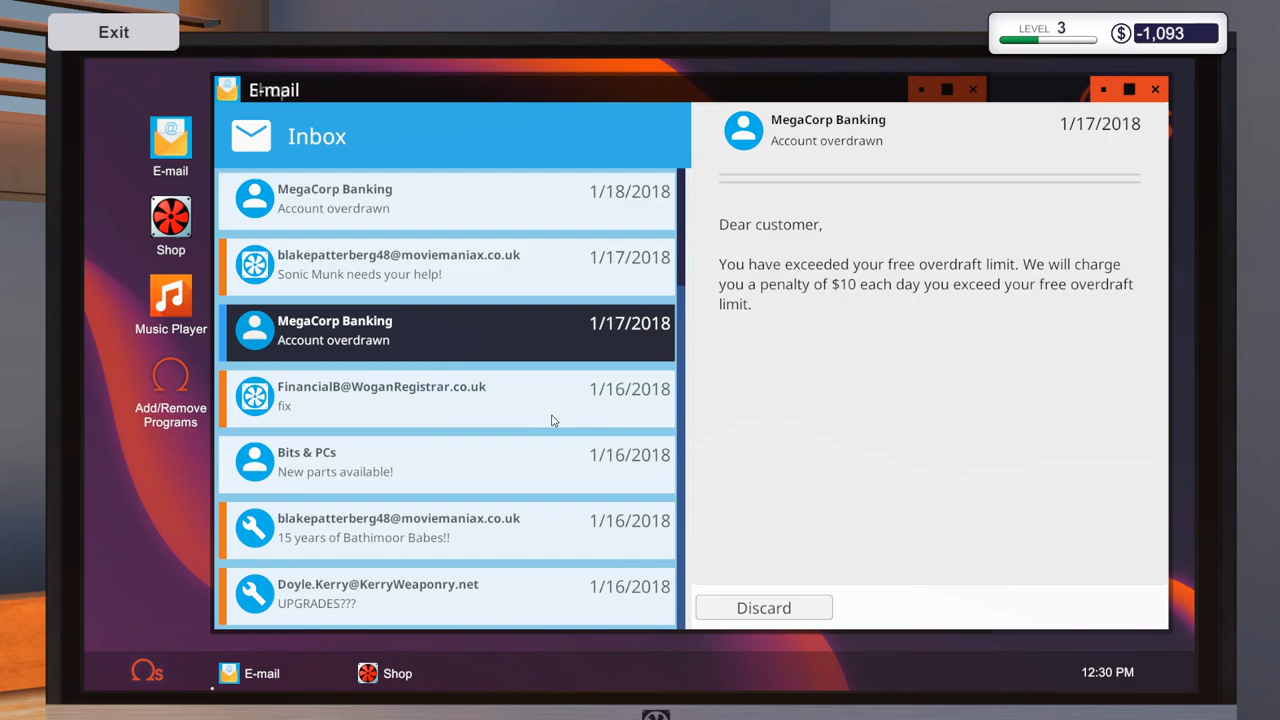 Exit
LEVEL 3
$ -1,093
E-mail
E-mail
Shop
Music Player
Add/Remove
Programs
Inbox
MegaCorp Banking 1/18/2018
Account overdrawn
blakepatterberg48@moviemaniax.co.uk 1/17/2018
Sonic Munk needs your help!
MegaCorp Banking 1/17/2018
Account overdrawn
FinancialB@WoganRegistrar.co.uk 1/16/2018
fix
Bits & PCs 1/16/2018
New parts available!
blakepatterberg48@moviemaniax.co.uk 1/16/2018
15 years of Bathimoor Babes!!
Doyle.Kerry@KerryWeaponry.net 1/16/2018
UPGRADES???
MegaCorp Banking 1/17/2018
Account overdrawn
Dear customer,
You have exceeded your free overdraft limit. We will charge
you a penalty of $10 each day you exceed your free overdraft
limit.
Discard
Ωs E-mail Shop 12:30 PM